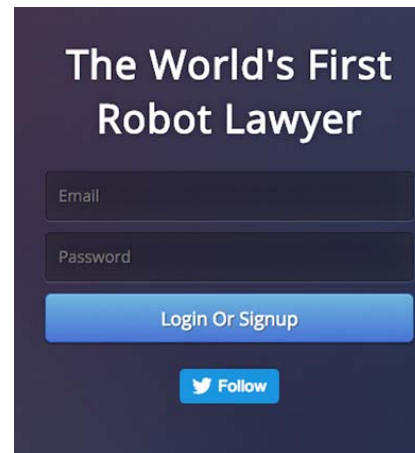 The World's First
Robot Lawyer
Email
Password
Login Or Signup
Follow